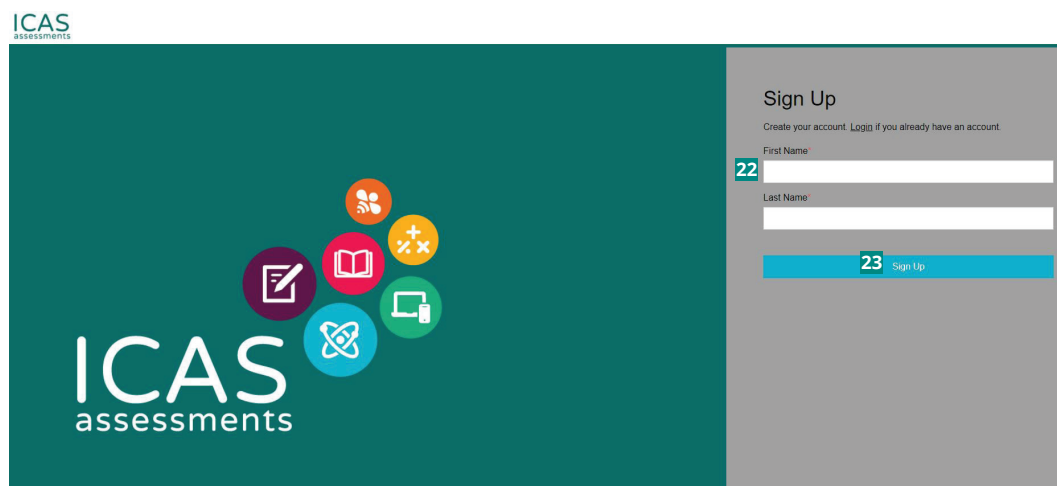 ICAS
assessments
ICAS
assessments
Sign Up
Create your account. Login if you already have an account.
First Name*
22
Last Name*
23 Sign Up